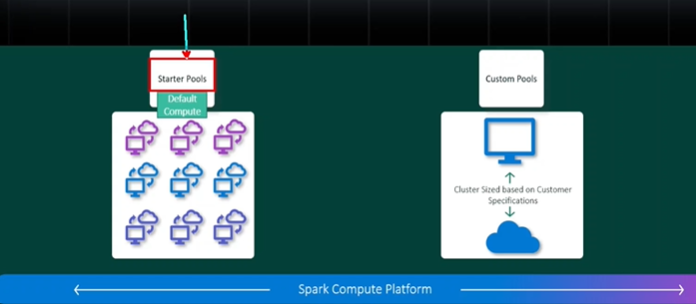 Starter Pools
Default
Compute
Custom Pools
Cluster Sized based on Customer
Specifications
Spark Compute Platform